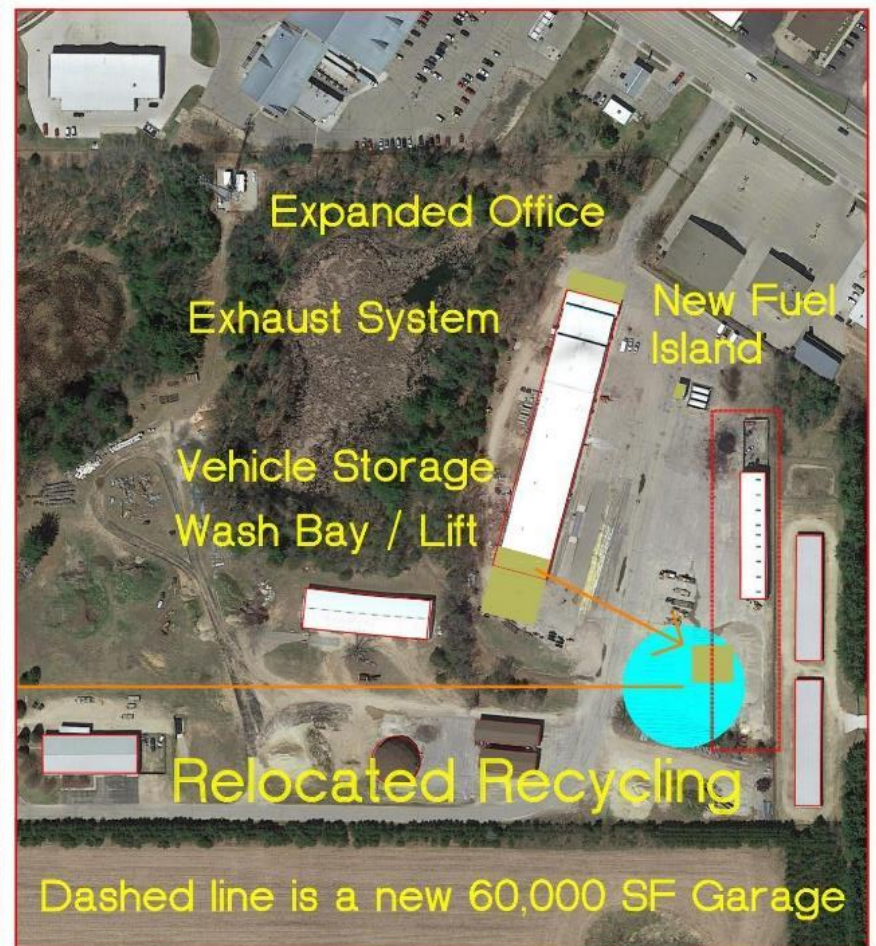 Expanded Office
Exhaust System
New Fuel
Island
Vehicle Storage
Wash Bay / Lift
Relocated Recycling
Dashed line is a new 60,000 SF Garage